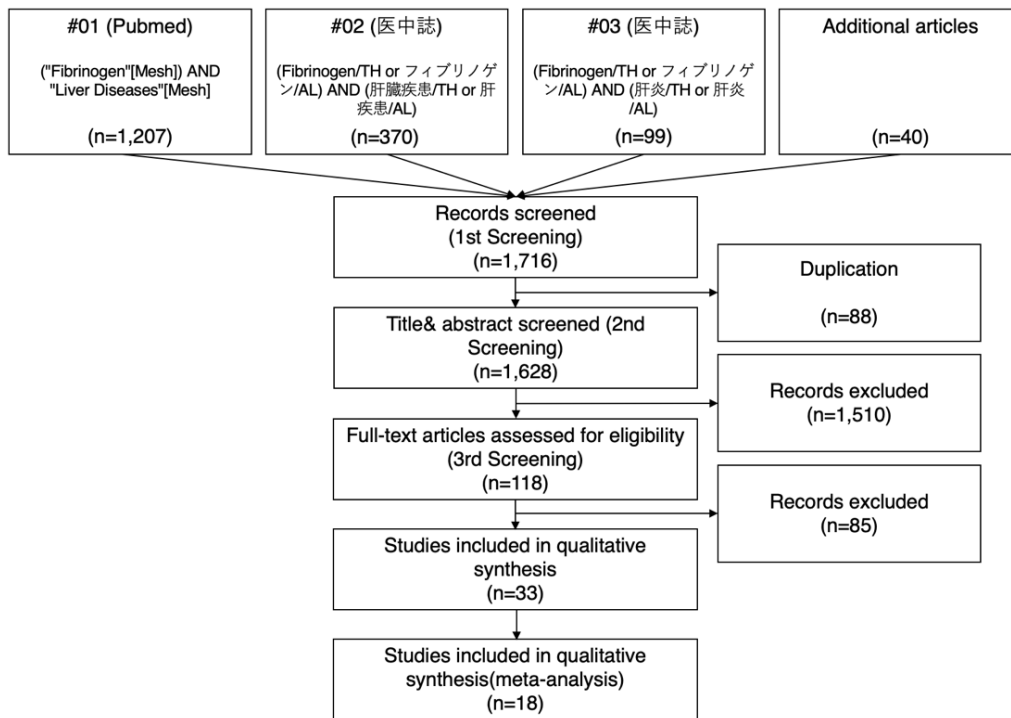 #01 (Pubmed)
("Fibrinogen"[Mesh]) AND
"Liver Diseases"[Mesh]
(n=1,207)
#02 (医中誌)
(Fibrinogen/TH or フィブリノゲ
ン/AL) AND (肝臓疾患/TH or 肝
疾患/AL)
(n=370)
#03 (医中誌)
(Fibrinogen/TH or フィブリノゲ
ン/AL) AND (肝炎/TH or 肝炎
/AL)
(n=99)
Additional articles
(n=40)
Records screened
(1st Screening)
(n=1,716)
Duplication
(n=88)
Title& abstract screened (2nd
Screening)
(n=1,628)
Records excluded
(n=1,510)
Full-text articles assessed for eligibility
(3rd Screening)
(n=118)
Records excluded
(n=85)
Studies included in qualitative
synthesis
(n=33)
Studies included in qualitative
synthesis(meta-analysis)
(n=18)